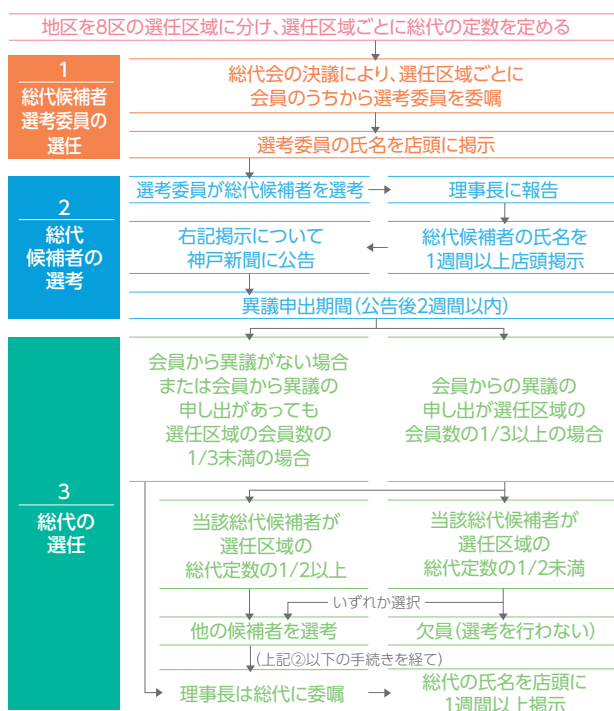 地区を8区の選任区域に分け、選任区域ごとに総代の定数を定める
1
総代候補者
選考委員の
選任
総代会の決議により、選任区域ごとに
会員のうちから選考委員を委嘱
選考委員の氏名を店頭に掲示
2
総代
候補者の
選考
選考委員が総代候補者を選考
理事長に報告
右記掲示について
神戸新聞に公告
総代候補者の氏名を
1週間以上店頭掲示
異議申出期間(公告後2週間以内)
3
総代の
選任
会員から異議がない場合
または会員から異議の
申し出があっても
選任区域の会員数の
1/3未満の場合
会員からの異議の
申し出が選任区域の
会員数の1/3以上の場合
当該総代候補者が
選任区域の
総代定数の1/2以上
当該総代候補者が
選任区域の
総代定数の1/2未満
いずれか選択
他の候補者を選考
欠員(選考を行わない)
(上記②以下の手続きを経て)
理事長は総代に委嘱
総代の氏名を店頭に
1週間以上掲示